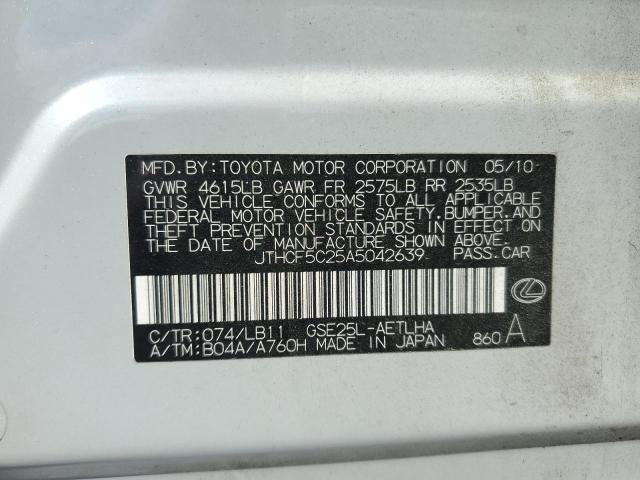 MFD. BY: TOYOTA MOTOR CORPORATION 05/10
GVWR 4615LB GAWR FR 2575LB RR 2535LB
THIS VEHICLE CONFORMS TO ALL APPLICABLE
FEDERAL MOTOR VEHICLE SAFETY, BUMPER, AND
THEFT PREVENTION STANDARDS IN EFFECT ON
THE DATE OF MANUFACTURE SHOWN ABOVE.
JTHCF5C25A5042639 PASS. CAR
C/TR: 074/LB11 GSE25L-AETLHA
A/TM: B04A/A760H MADE IN JAPAN 860 A